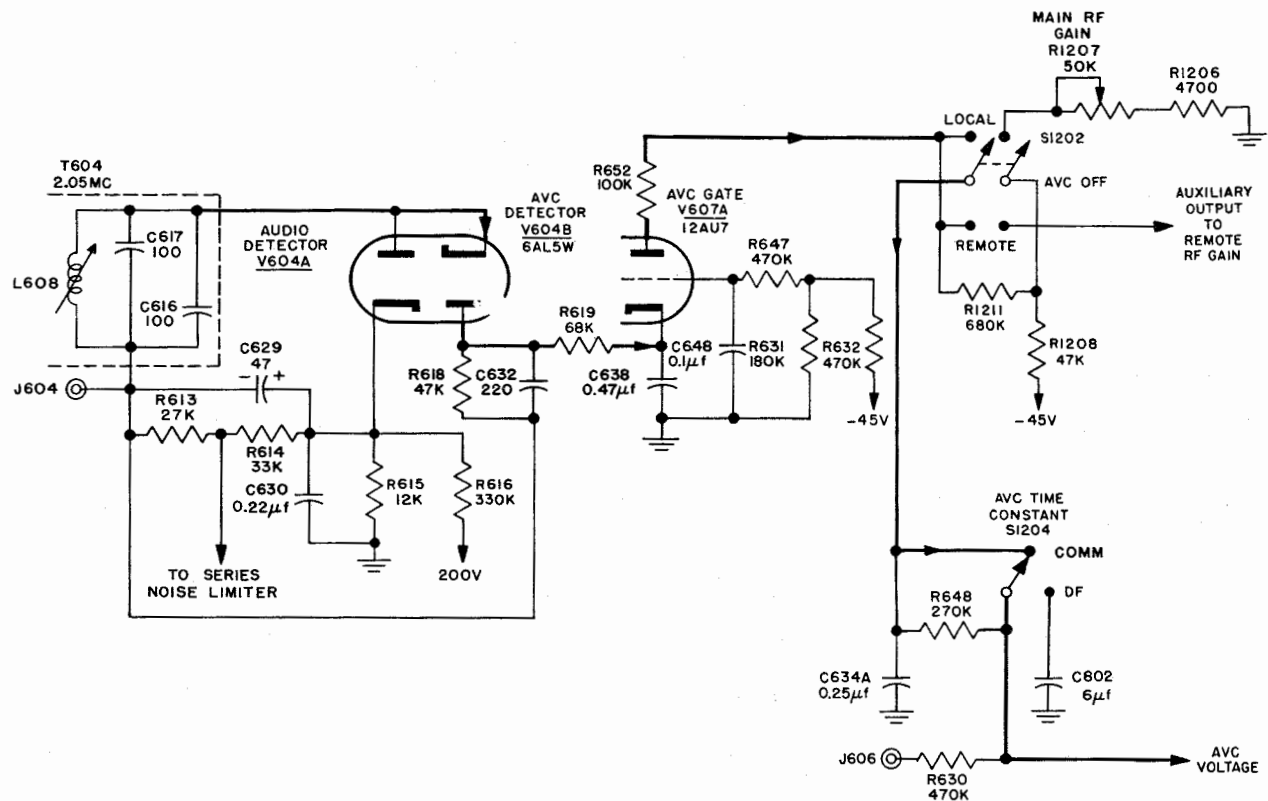 MAIN RF
GAIN
R1207
50K
R1206
4700
LOCAL
S1202
T604
2.05MC
R652
100K
AVC
DETECTOR
V604B
6AL5W
AVC GATE
V607A
12AU7
AVC OFF
AUXILIARY
OUTPUT
TO
REMOTE
RF GAIN
C617
100
AUDIO
DETECTOR
V604A
R647
470K
REMOTE
L608
C616
100
R619
68K
R1211
680K
C629
47
- +
C648
0.1µf
R631
180K
R632
470K
R1208
47K
J604
R613
27K
R618
47K
C632
220
C638
0.47µf
-45V
-45V
R614
33K
C630
0.22µf
R615
12K
R616
330K
AVC TIME
CONSTANT
S1204
COMM
TO SERIES
NOISE LIMITER
200V
R648
270K
DF
C634A
0.25µf
C802
6µf
J606
R630
470K
AVC
VOLTAGE